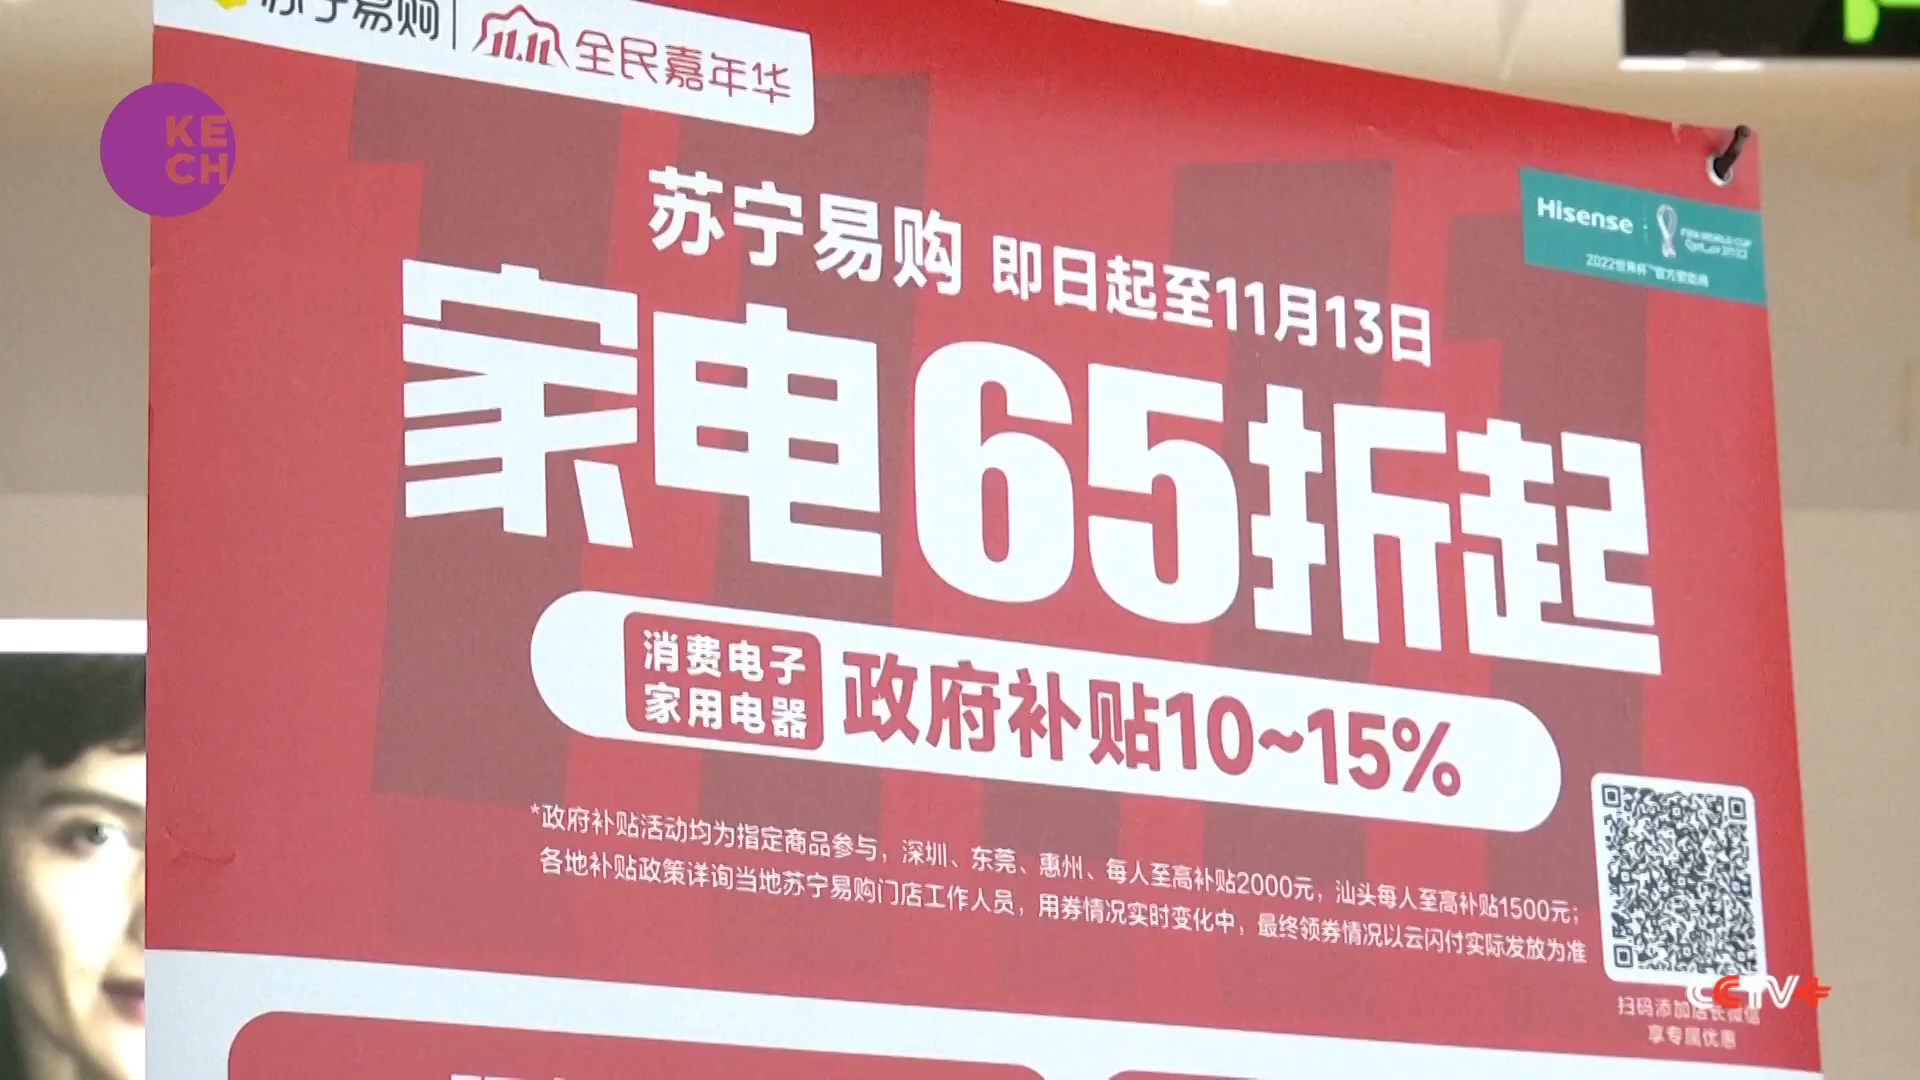 苏宁易购 | 11.11 全民嘉年华
KE
CH
Hisense
FIFA WORLD CUP
Qatar2022
苏宁易购 即日起至11月13日
家电65折起
消费电子
家用电器
政府补贴10~15%
*政府补贴活动均为指定商品参与，深圳、东莞、惠州、每人至高补贴2000元，汕头每人至高补贴1500元；
各地补贴政策详询当地苏宁易购门店工作人员，用券情况实时变化中，最终领券情况以云闪付实际发放为准
CCTV+
扫码添加店长微信
享专属优惠